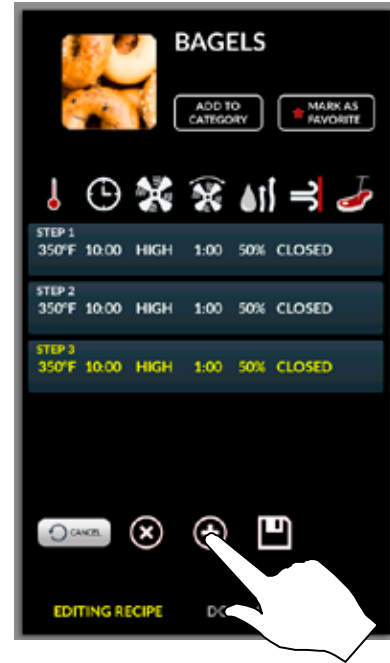 BAGELS
ADD TO
CATEGORY
MARK AS
FAVORITE
STEP 1
350°F 10:00 HIGH 1:00 50% CLOSED
STEP 2
350°F 10:00 HIGH 1:00 50% CLOSED
STEP 3
350°F 10:00 HIGH 1:00 50% CLOSED
CANCEL
EDITING RECIPE